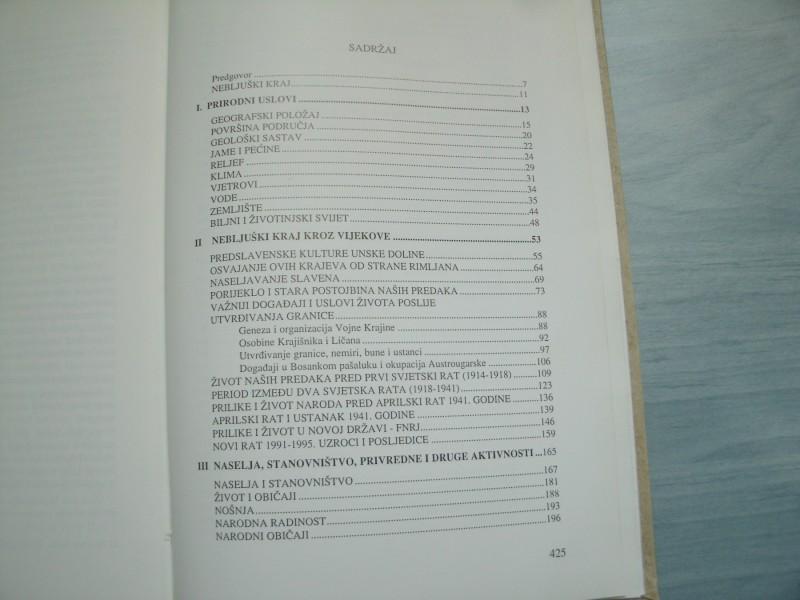 SADRŽAJ
Predgovor ........ 7
NEBLJUŠKI KRAJ ........ 11
I. PRIRODNI USLOVI ........ 13
GEOGRAFSKI POLOŽAJ ........ 15
POVRŠINA PODRUČJA ........ 20
GEOLOŠKI SASTAV ........ 22
JAME I PEĆINE ........ 24
RELJEF ........ 29
KLIMA ........ 31
VJETROVI ........ 34
VODE ........ 35
ZEMLJIŠTE ........ 44
BILJNI I ŽIVOTINJSKI SVIJET ........ 48
II NEBLJUŠKI KRAJ KROZ VIJEKOVE ........ 53
PREDSLAVENSKE KULTURE UNSKE DOLINE ........ 55
OSVAJANJE OVIH KRAJEVA OD STRANE RIMLJANA ........ 64
NASELJAVANJE SLAVENA ........ 69
PORIJEKLO I STARA POSTOJBINA NAŠIH PREDAKA ........ 73
VAŽNIJI DOGAĐAJI I USLOVI ŽIVOTA POSLIJE
UTVRĐIVANJA GRANICE ........ 88
Geneza i organizacija Vojne Krajine ........ 88
Osobine Krajišnika i Ličana ........ 92
Utvrđivanje granice, nemiri, bune i ustanci ........ 97
Događaji u Bosankom pašaluku i okupacija Austrougarske ........ 106
ŽIVOT NAŠIH PREDAKA PRED PRVI SVJETSKI RAT (1914-1918) ........ 109
PERIOD IZMEĐU DVA SVJETSKA RATA (1918-1941) ........ 123
PRILIKE I ŽIVOT NARODA PRED APRILSKI RAT 1941. GODINE ........ 136
APRILSKI RAT I USTANAK 1941. GODINE ........ 139
PRILIKE I ŽIVOT U NOVOJ DRŽAVI - FNRJ ........ 146
NOVI RAT 1991-1995. UZROCI I POSLJEDICE ........ 159
III NASELJA, STANOVNIŠTVO, PRIVREDNE I DRUGE AKTIVNOSTI ...165
NASELJA I STANOVNIŠTVO ........ 167
ŽIVOT I OBIČAJI ........ 181
NOŠNJA ........ 188
NARODNA RADINOST ........ 193
NARODNI OBIČAJI ........ 196
425